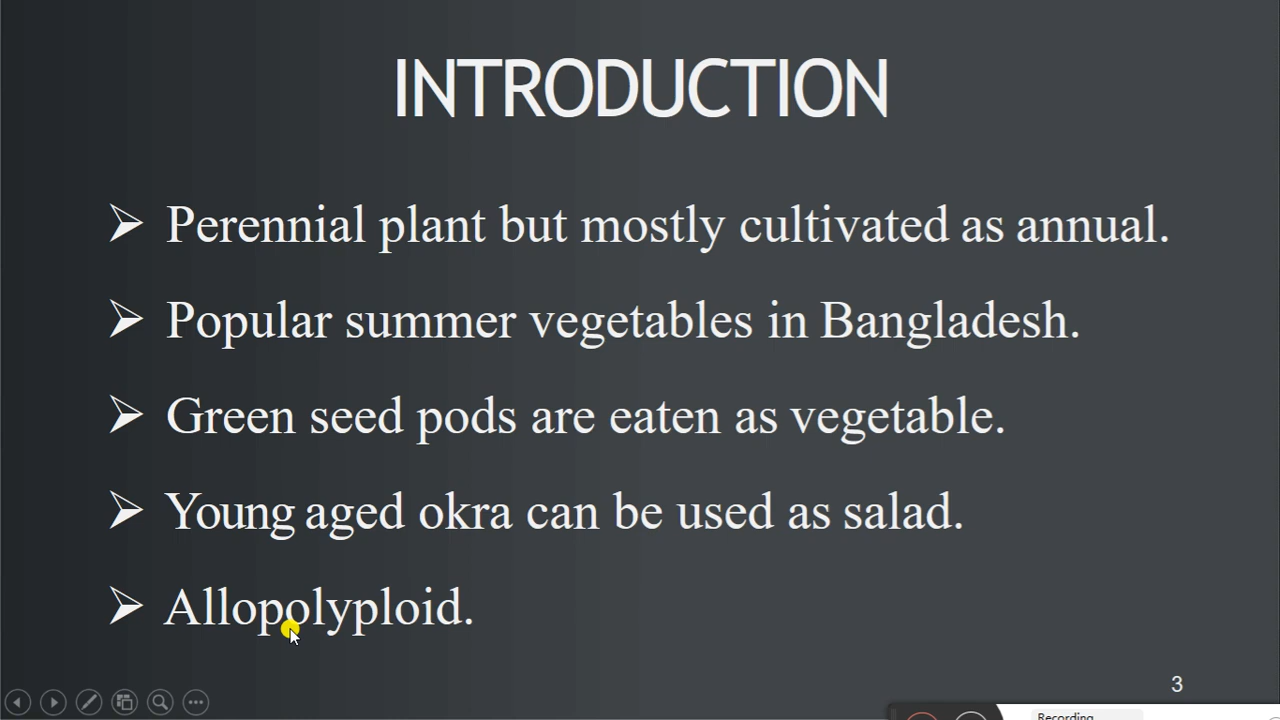 INTRODUCTION
Perennial plant but mostly cultivated as annual.
Popular summer vegetables in Bangladesh.
Green seed pods are eaten as vegetable.
Young aged okra can be used as salad.
Allopolyploid.
3
Recording